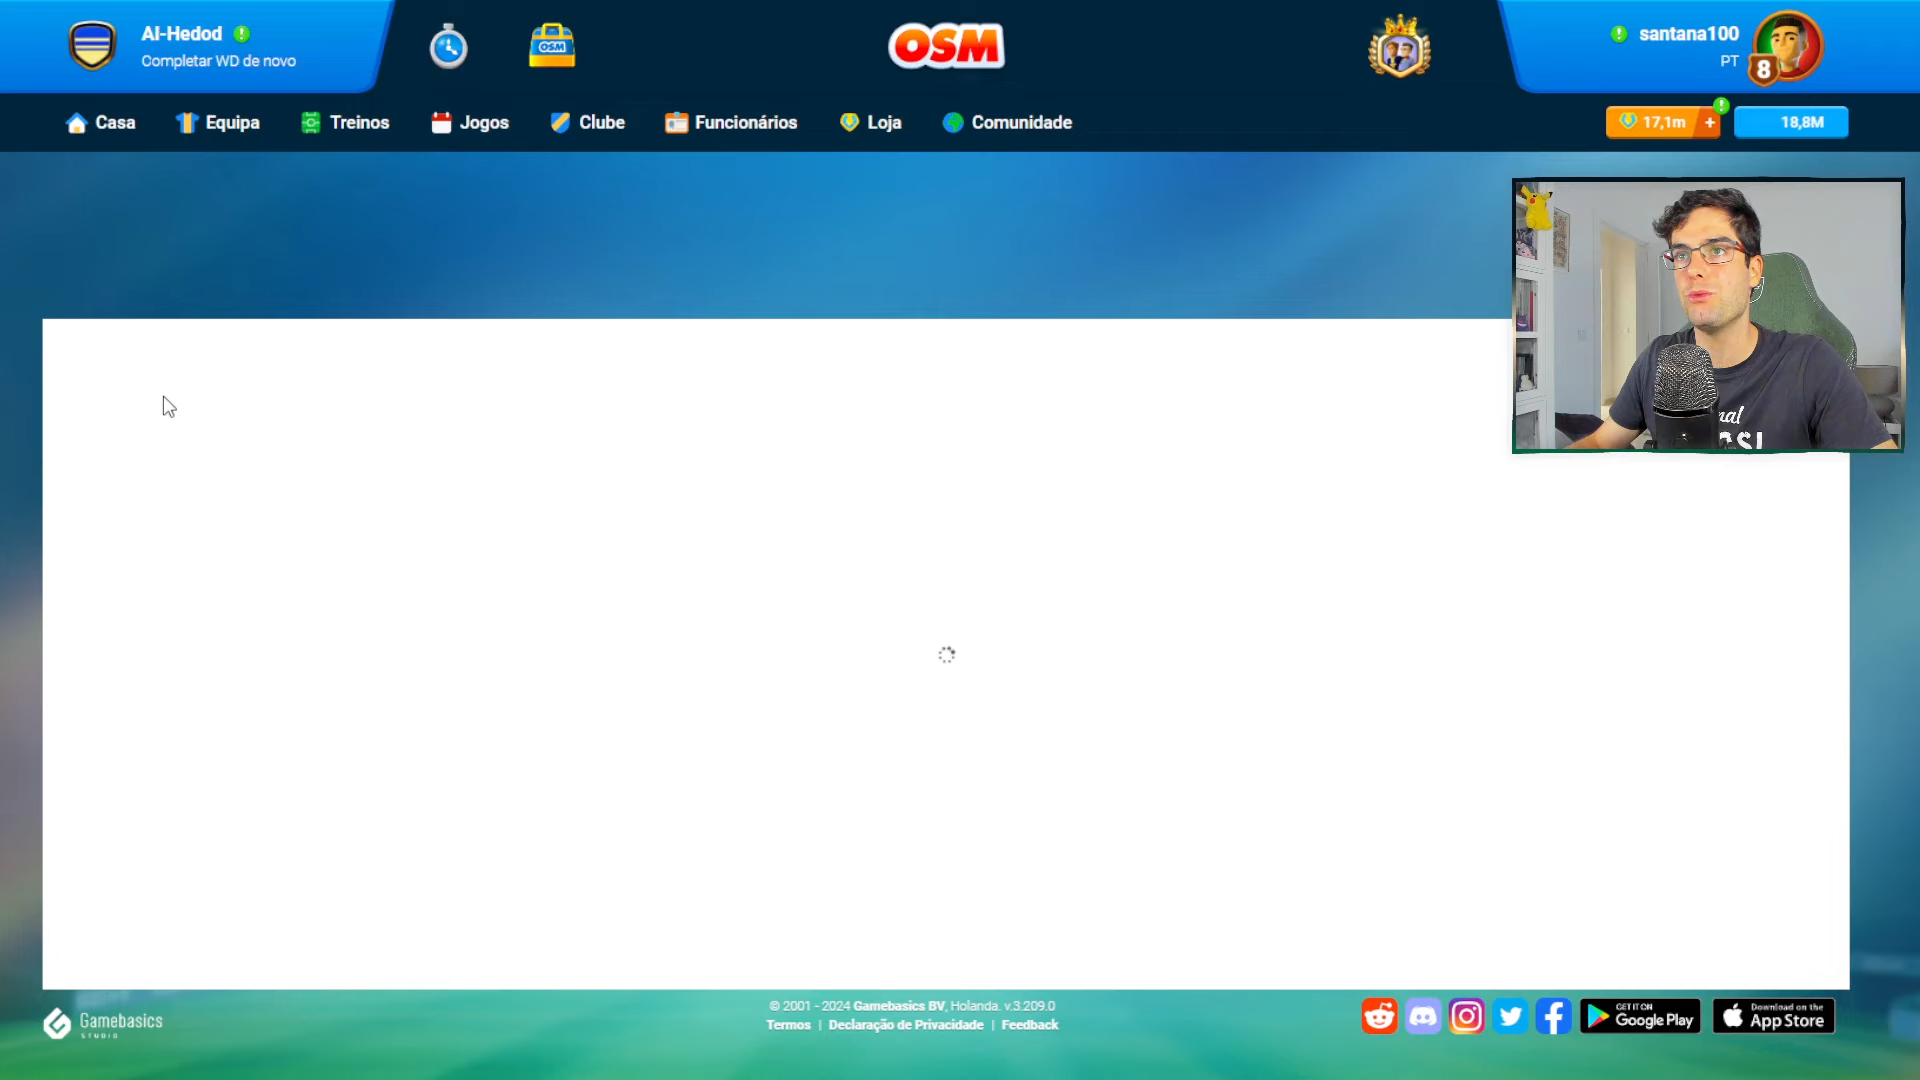 Al-Hedod
Completar WD de novo
OSM
OSM
santana100
PT
8
Casa
Equipa
Treinos
Jogos
Clube
Funcionários
Loja
Comunidade
17,1m +
18,8M
Gamebasics
STUDIO
© 2001 - 2024 Gamebasics BV, Holanda. v.3.209.0
Termos | Declaração de Privacidade | Feedback
GET IT ON
Google Play
Download on the
App Store